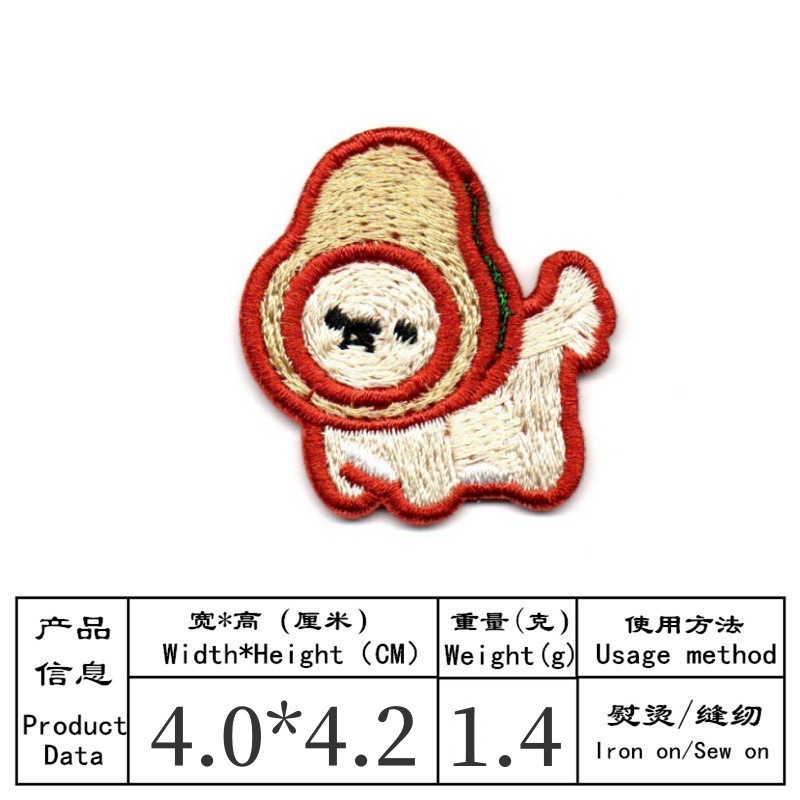 产品
信息
Product
Data
宽*高 (厘米)
Width*Height (CM)
4.0*4.2
重量(克)
Weight(g)
1.4
使用方法
Usage method
熨烫/缝纫
Iron on/Sew on